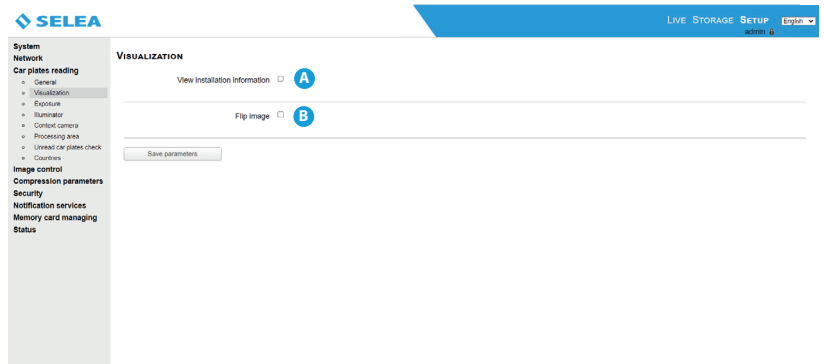 SELEA
LIVE STORAGE SETUP English
admin
System
Network
Car plates reading
General
Visualization
Exposure
Illuminator
Context camera
Processing area
Unread car plates check
Countries
Image control
Compression parameters
Security
Notification services
Memory card managing
Status
VISUALIZATION
View Installation Information A
Flip image B
Save parameters